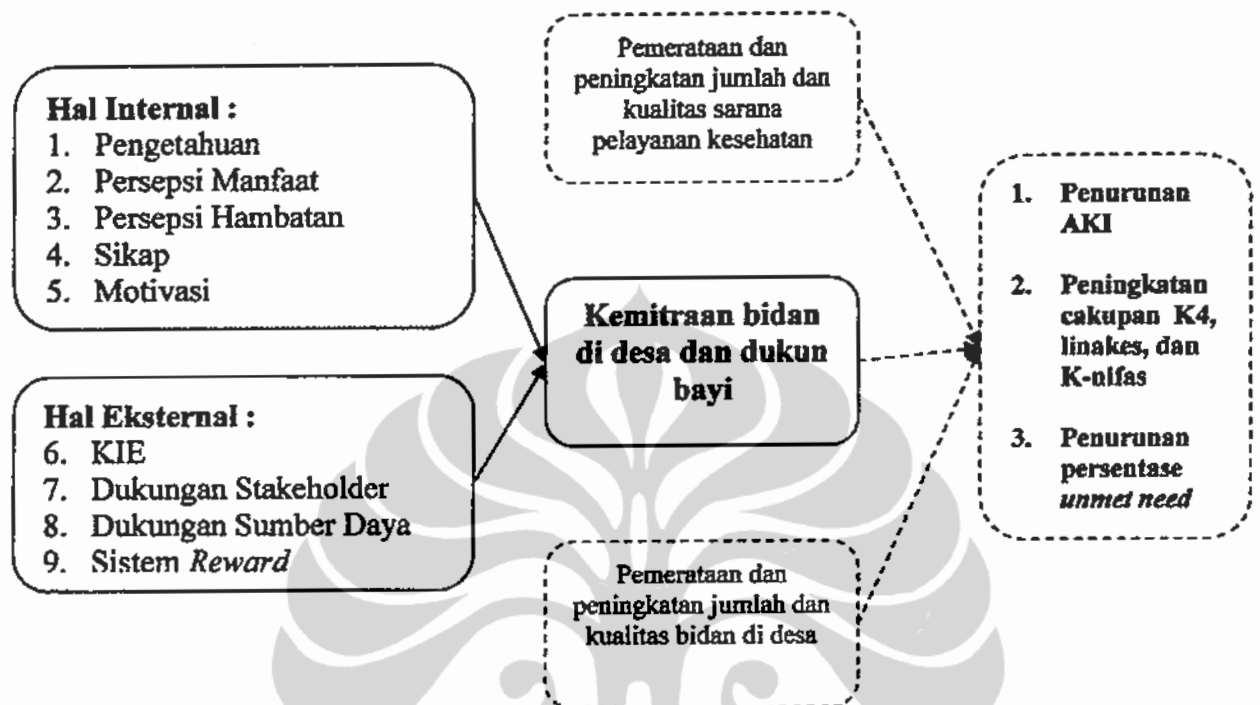 Hal Internal :
1. Pengetahuan
2. Persepsi Manfaat
3. Persepsi Hambatan
4. Sikap
5. Motivasi
Hal Eksternal :
6. KIE
7. Dukungan Stakeholder
8. Dukungan Sumber Daya
9. Sistem Reward
Pemerataan dan
peningkatan jumlah dan
kualitas sarana
pelayanan kesehatan
Kemitraan bidan
di desa dan dukun
bayi
Pemerataan dan
peningkatan jumlah dan
kualitas bidan di desa
1. Penurunan
AKI
2. Peningkatan
cakupan K4,
linakes, dan
K-nifas
3. Penurunan
persentase
unmet need